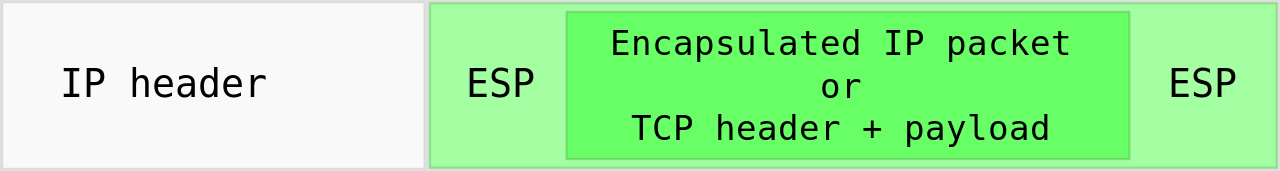 IP header
ESP
Encapsulated IP packet
or
TCP header + payload
ESP